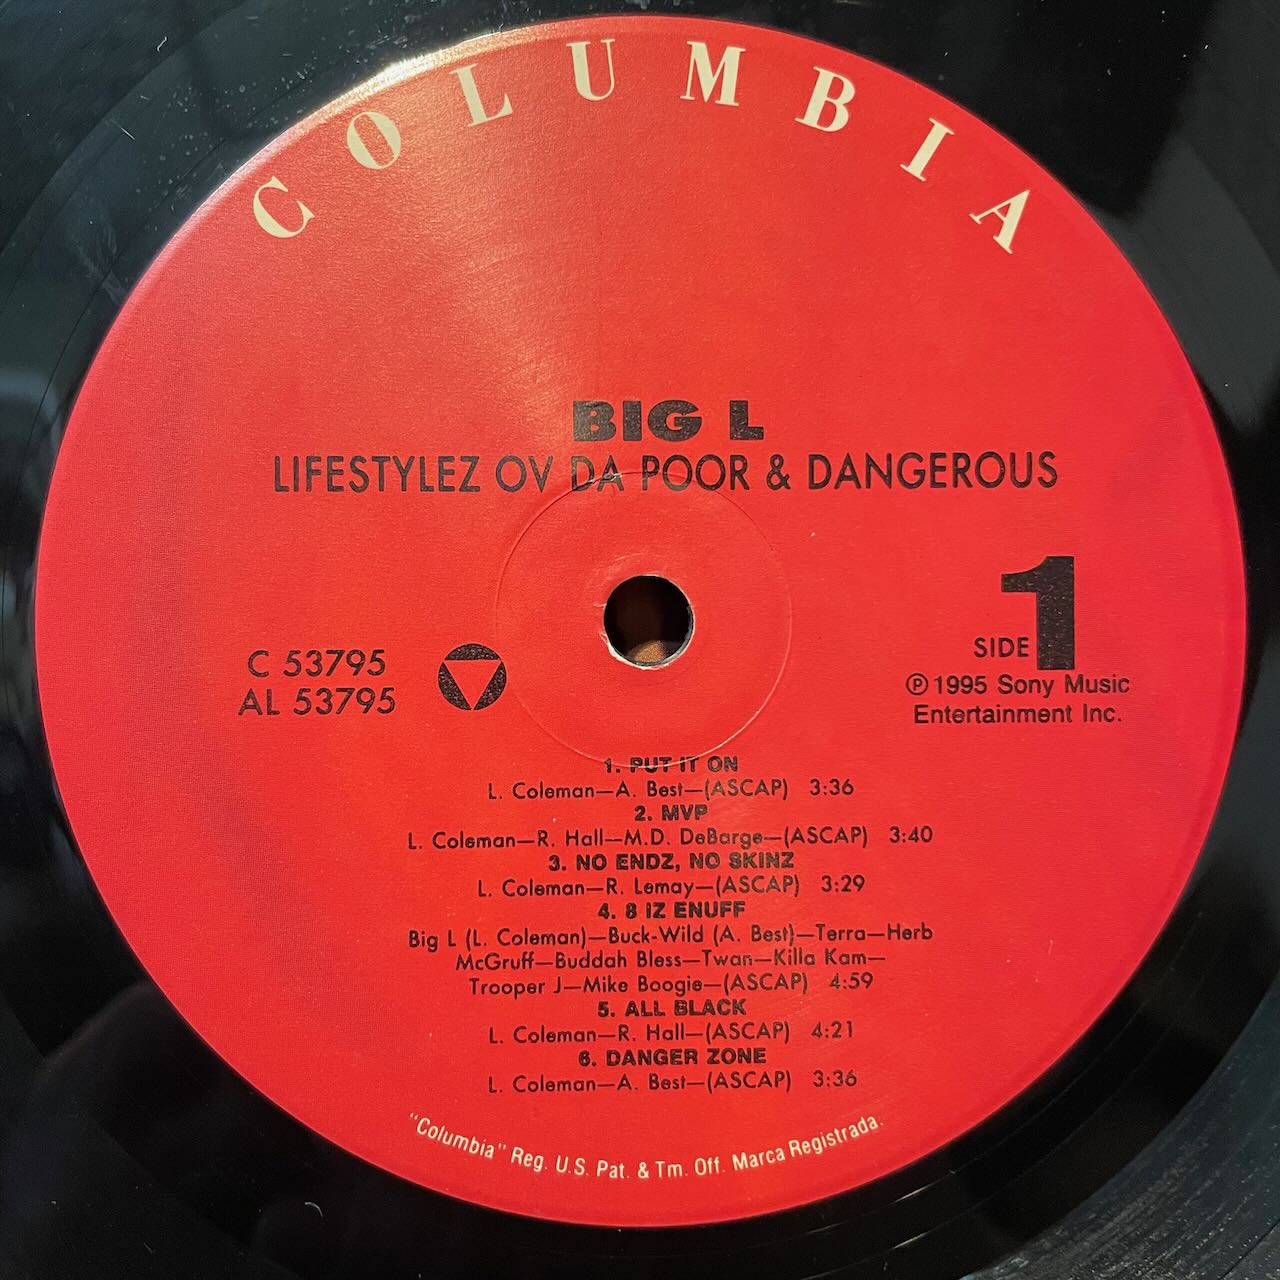 COLUMBIA
BIG L
LIFESTYLEZ OV DA POOR & DANGEROUS
C 53795
AL 53795
SIDE 1
℗ 1995 Sony Music
Entertainment Inc.
1. PUT IT ON
L. Coleman—A. Best—(ASCAP) 3:36
2. MVP
L. Coleman—R. Hall—M.D. DeBarge—(ASCAP) 3:40
3. NO ENDZ, NO SKINZ
L. Coleman—R. Lemay—(ASCAP) 3:29
4. 8 IZ ENUFF
Big L (L. Coleman)—Buck-Wild (A. Best)—Terra—Herb
McGruff—Buddah Bless—Twan—Killa Kam—
Trooper J—Mike Boogie—(ASCAP) 4:59
5. ALL BLACK
L. Coleman—R. Hall—(ASCAP) 4:21
6. DANGER ZONE
L. Coleman—A. Best—(ASCAP) 3:36
"Columbia" Reg. U.S. Pat. & Tm. Off. Marca Registrada.